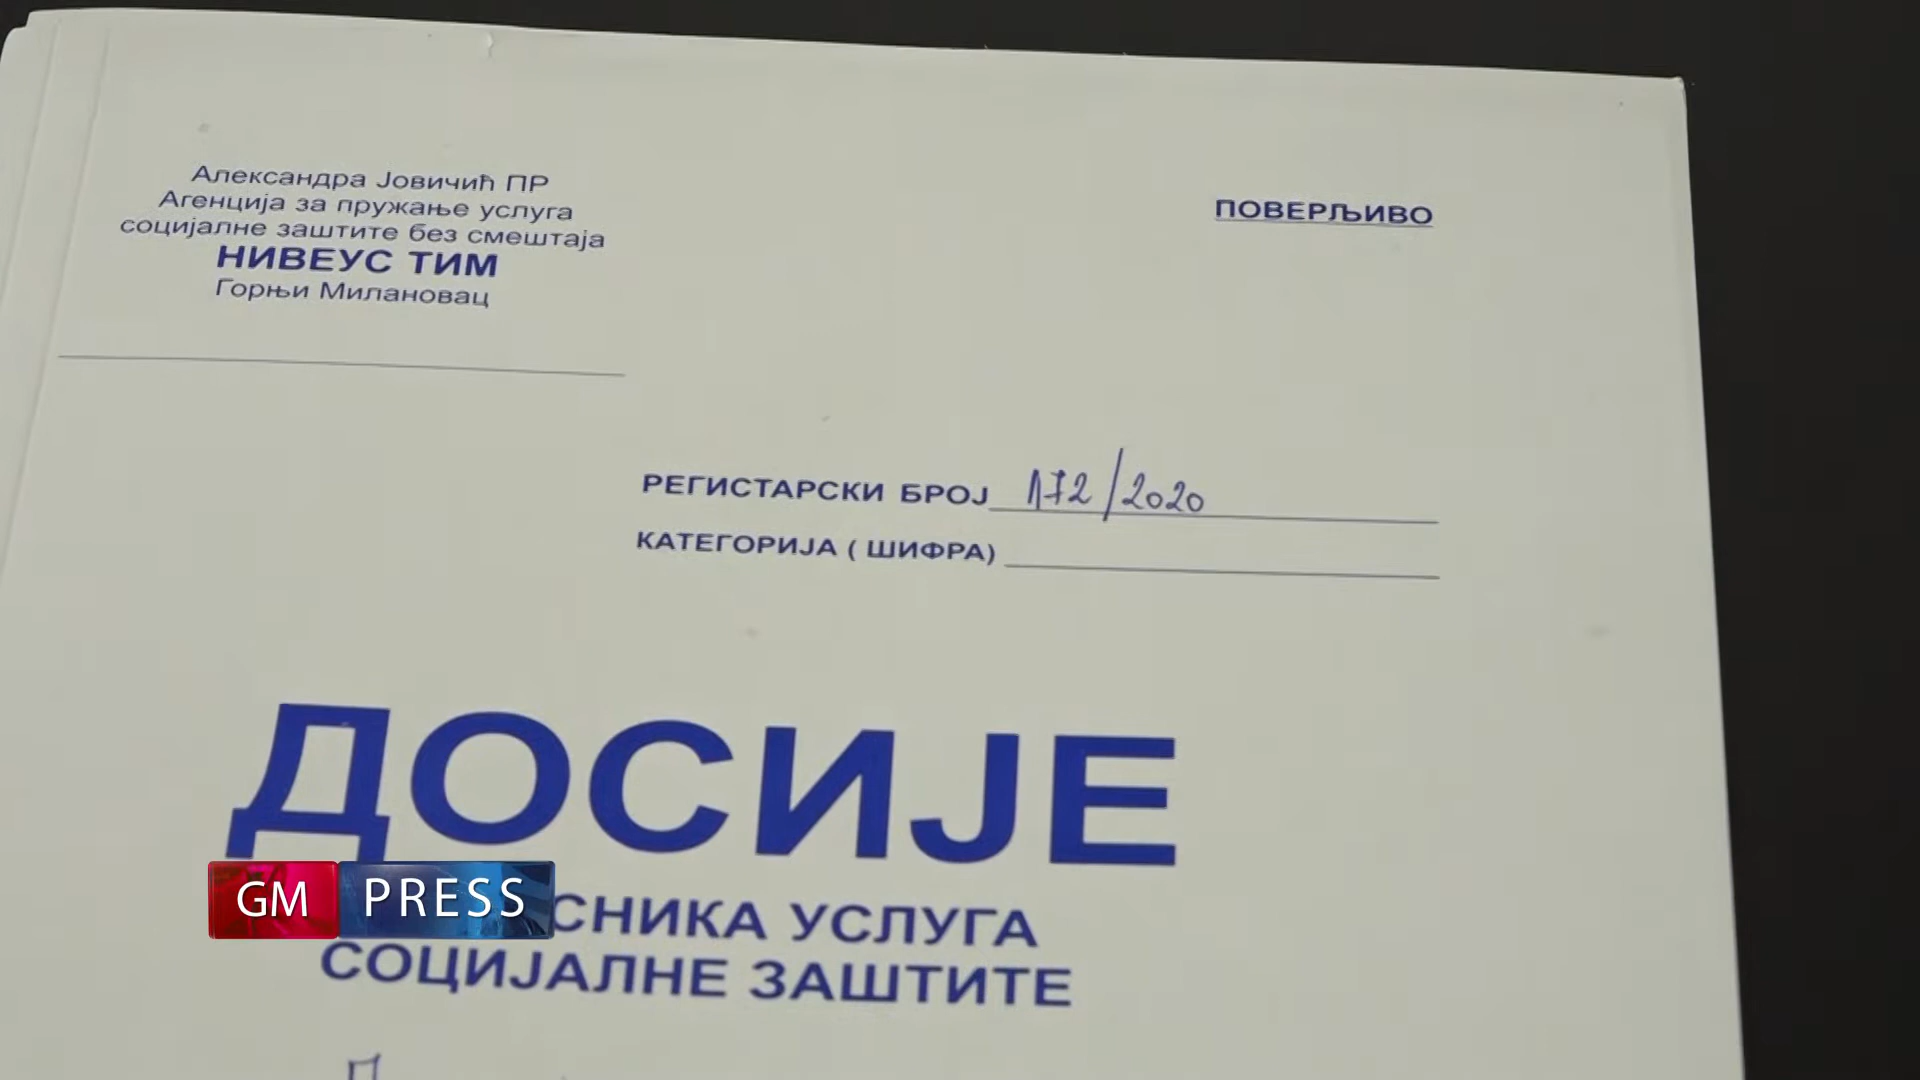 Александра Јовичић ПР
Агенција за пружање услуга
социјалне заштите без смештаја
НИВЕУС ТИМ
Горњи Милановац
ПОВЕРЉИВО
РЕГИСТАРСКИ БРОЈ 172/2020
КАТЕГОРИЈА ( ШИФРА)
ДОСИЈЕ
GM PRESS
УСЛУГА
СОЦИЈАЛНЕ ЗАШТИТЕ